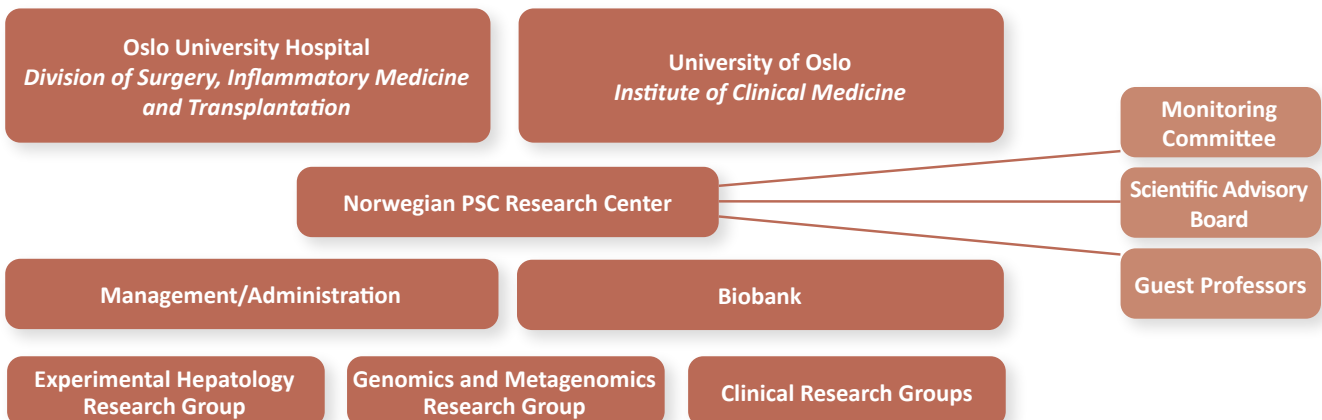 Oslo University Hospital
Division of Surgery, Inflammatory Medicine
and Transplantation
University of Oslo
Institute of Clinical Medicine
Monitoring
Committee
Norwegian PSC Research Center
Scientific Advisory
Board
Management/Administration
Biobank
Guest Professors
Experimental Hepatology
Research Group
Genomics and Metagenomics
Research Group
Clinical Research Groups